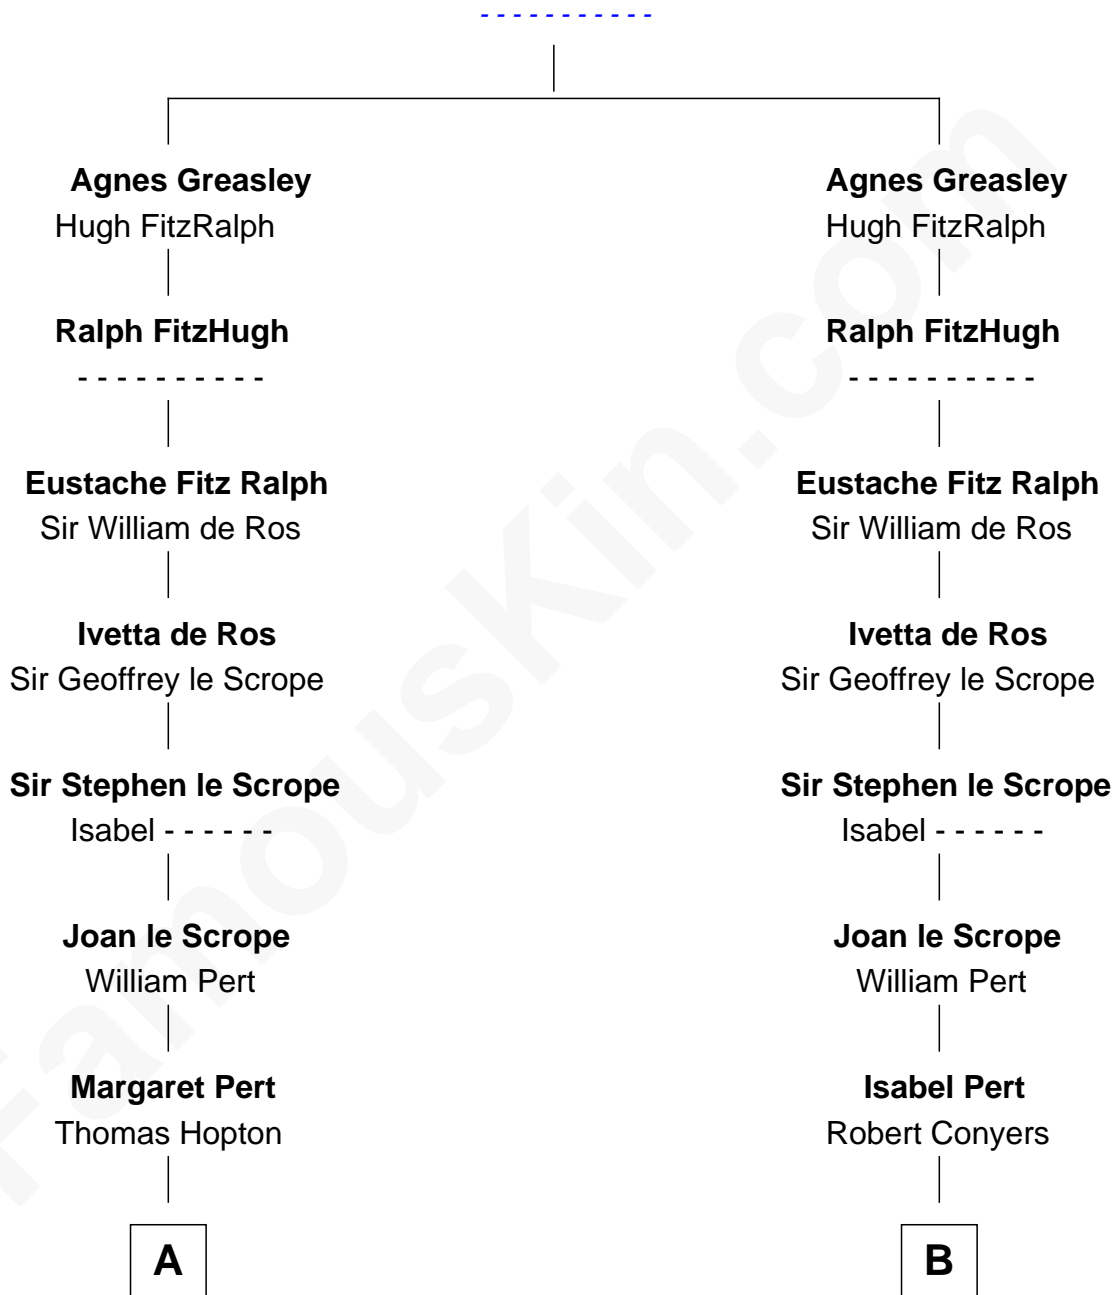 - - - - - - - - - - -
Agnes Greasley Agnes Greasley
Hugh FitzRalph Hugh FitzRalph
Ralph FitzHugh Ralph FitzHugh
- - - - - - - - - - - - - - - - - - - -
Eustache Fitz Ralph Eustache Fitz Ralph
Sir William de Ros Sir William de Ros
Ivetta de Ros Ivetta de Ros
Sir Geoffrey le Scrope Sir Geoffrey le Scrope
Sir Stephen le Scrope Sir Stephen le Scrope
Isabel - - - - - - Isabel - - - - - -
Joan le Scrope Joan le Scrope
William Pert William Pert
Margaret Pert Isabel Pert
Thomas Hopton Robert Conyers
A B
FamousKin.com